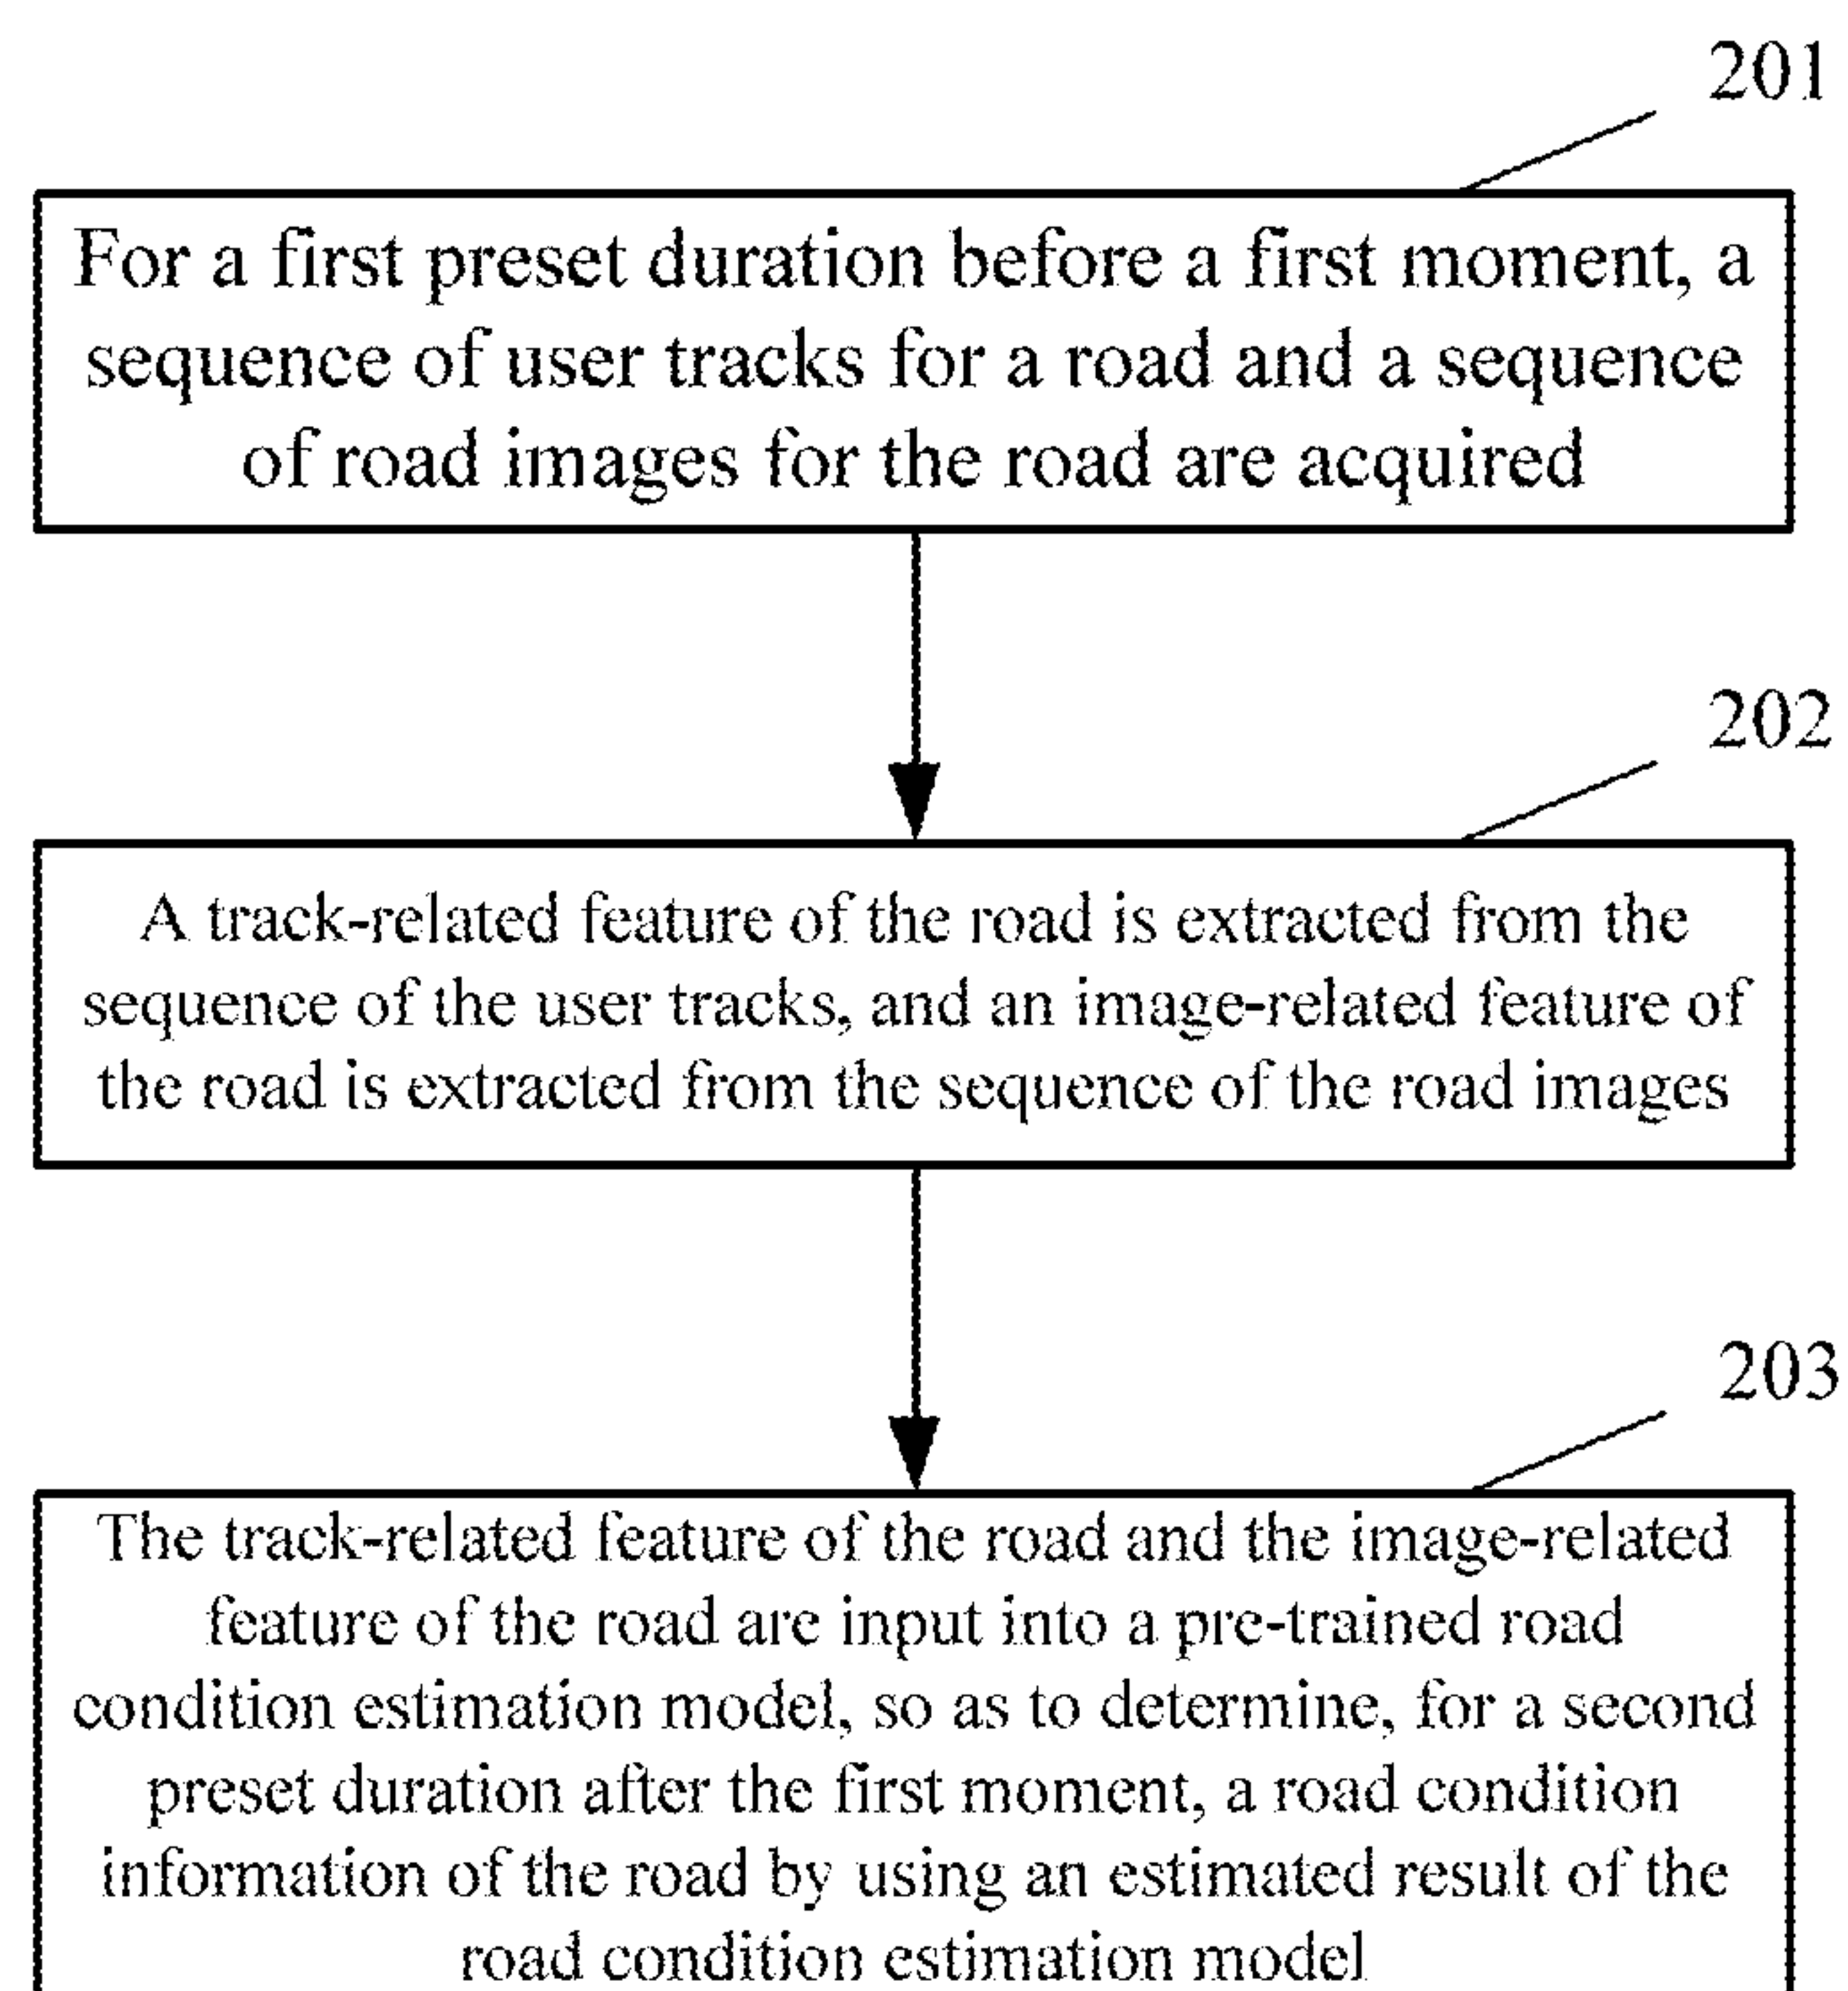 201
For a first preset duration before a first moment, a
sequence of user tracks for a road and a sequence
of road images for the road are acquired
202
A track-related feature of the road is extracted from the
sequence of the user tracks, and an image-related feature of
the road is extracted from the sequence of the road images
203
The track-related feature of the road and the image-related
feature of the road are input into a pre-trained road
condition estimation model, so as to determine, for a second
preset duration after the first moment, a road condition
information of the road by using an estimated result of the
road condition estimation model